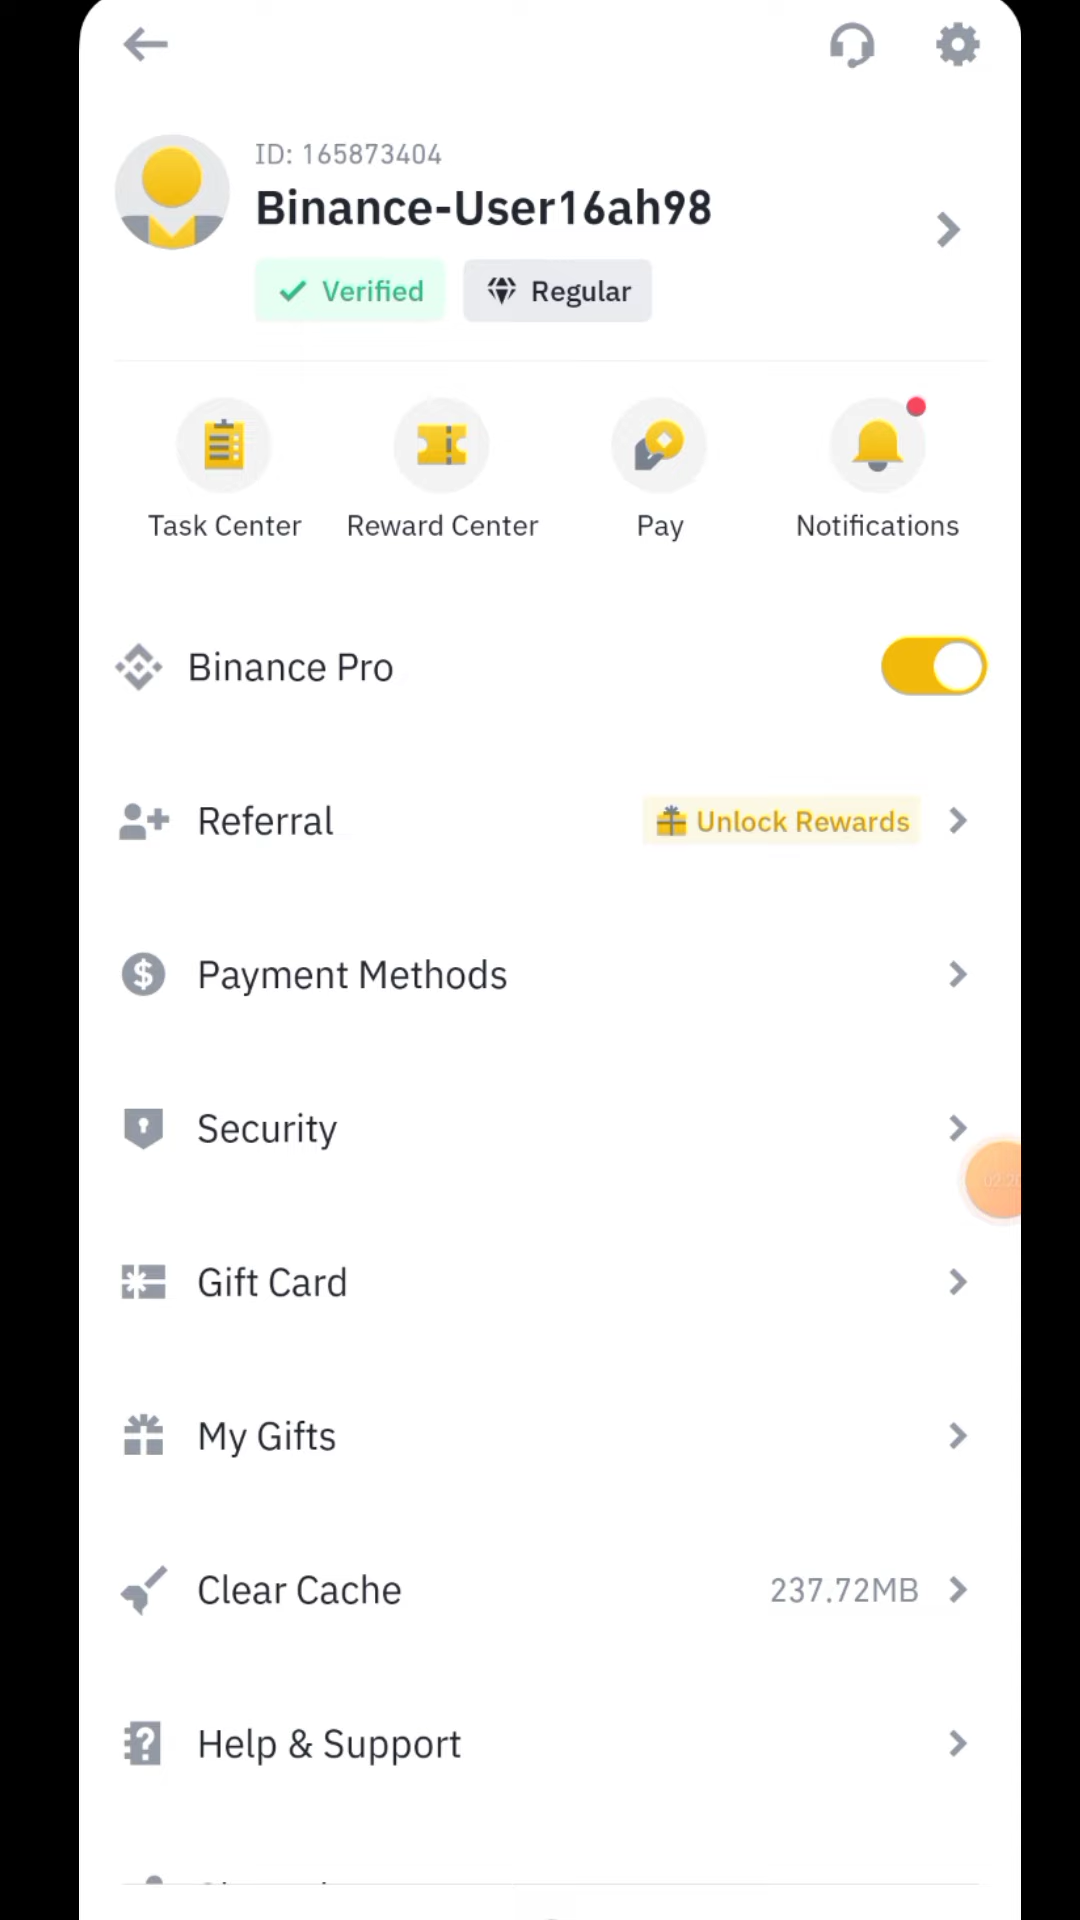 ID: 165873404
Binance-User16ah98
Verified
Regular
Task Center
Reward Center
Pay
Notifications
Binance Pro
Referral
Unlock Rewards
Payment Methods
Security
Gift Card
My Gifts
Clear Cache
237.72MB
Help & Support